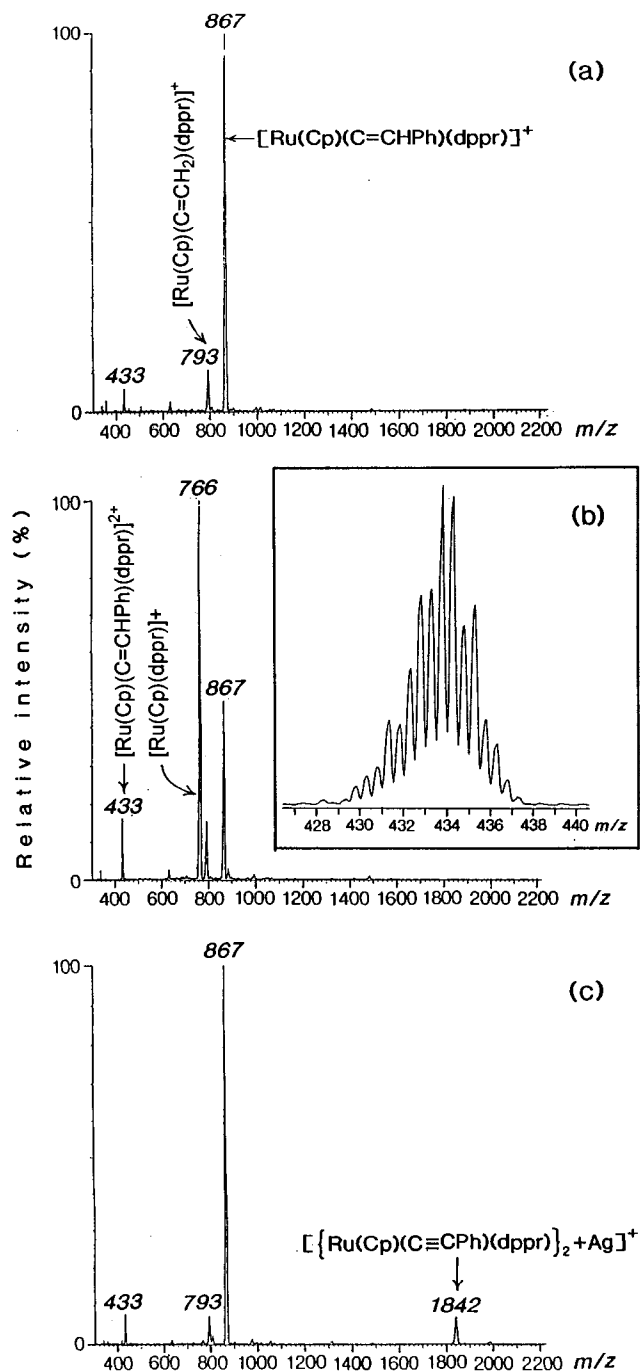 867
100
(a)
[Ru(Cp)(C=CHPh)(dppr)]+
[Ru(Cp)(C=CH2)(dppr)]+
793
433
0
400 600 800 1000 1200 1400 1600 1800 2000 2200 m/z
Relative intensity (%)
766
100
(b)
[Ru(Cp)(C=CHPh)(dppr)]2+
[Ru(Cp)(dppr)]+
867
433
428 430 432 434 436 438 440 m/z
0
400 600 800 1000 1200 1400 1600 1800 2000 2200 m/z
867
100
(c)
[{Ru(Cp)(C≡CPh)(dppr)}2+Ag]+
433
793
1842
0
400 600 800 1000 1200 1400 1600 1800 2000 2200 m/z